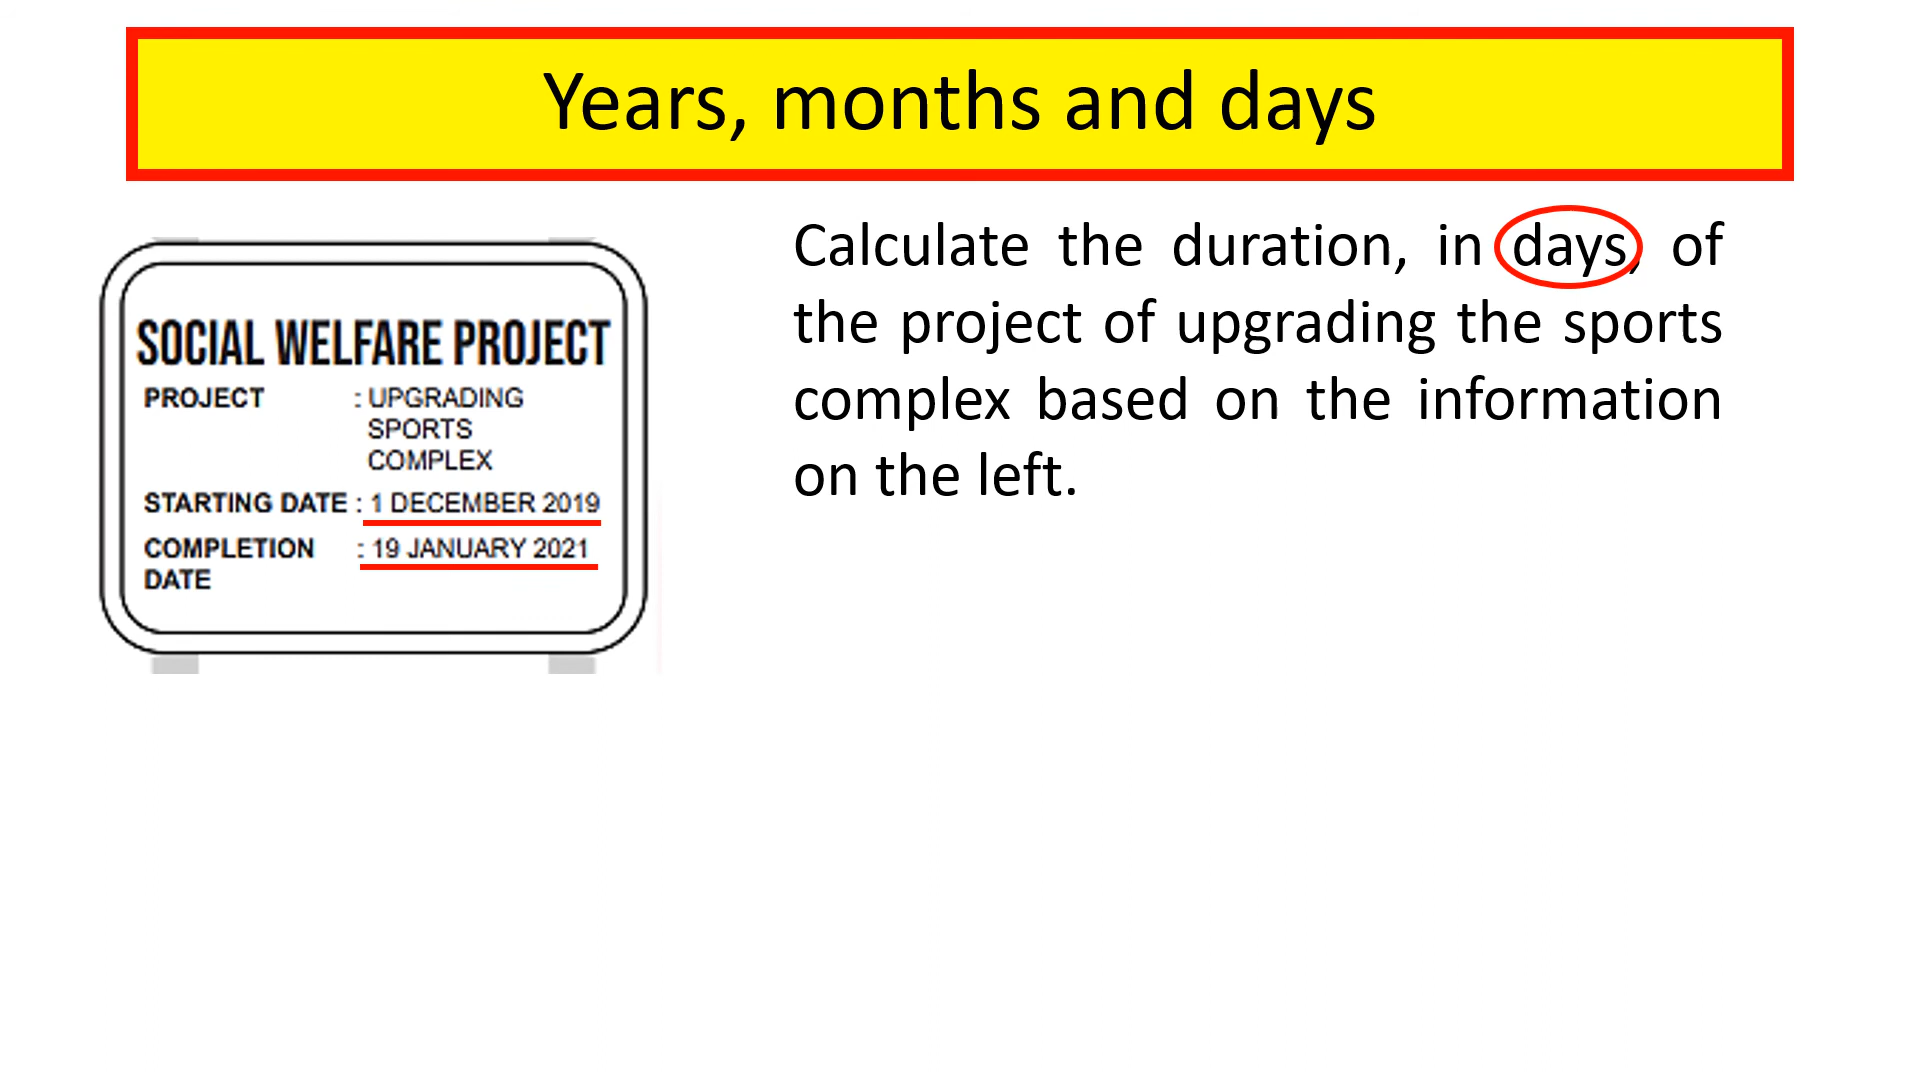 Years, months and days
Calculate the duration, in days, of
the project of upgrading the sports
complex based on the information
on the left.
SOCIAL WELFARE PROJECT
PROJECT : UPGRADING
SPORTS
COMPLEX
STARTING DATE : 1 DECEMBER 2019
COMPLETION : 19 JANUARY 2021
DATE